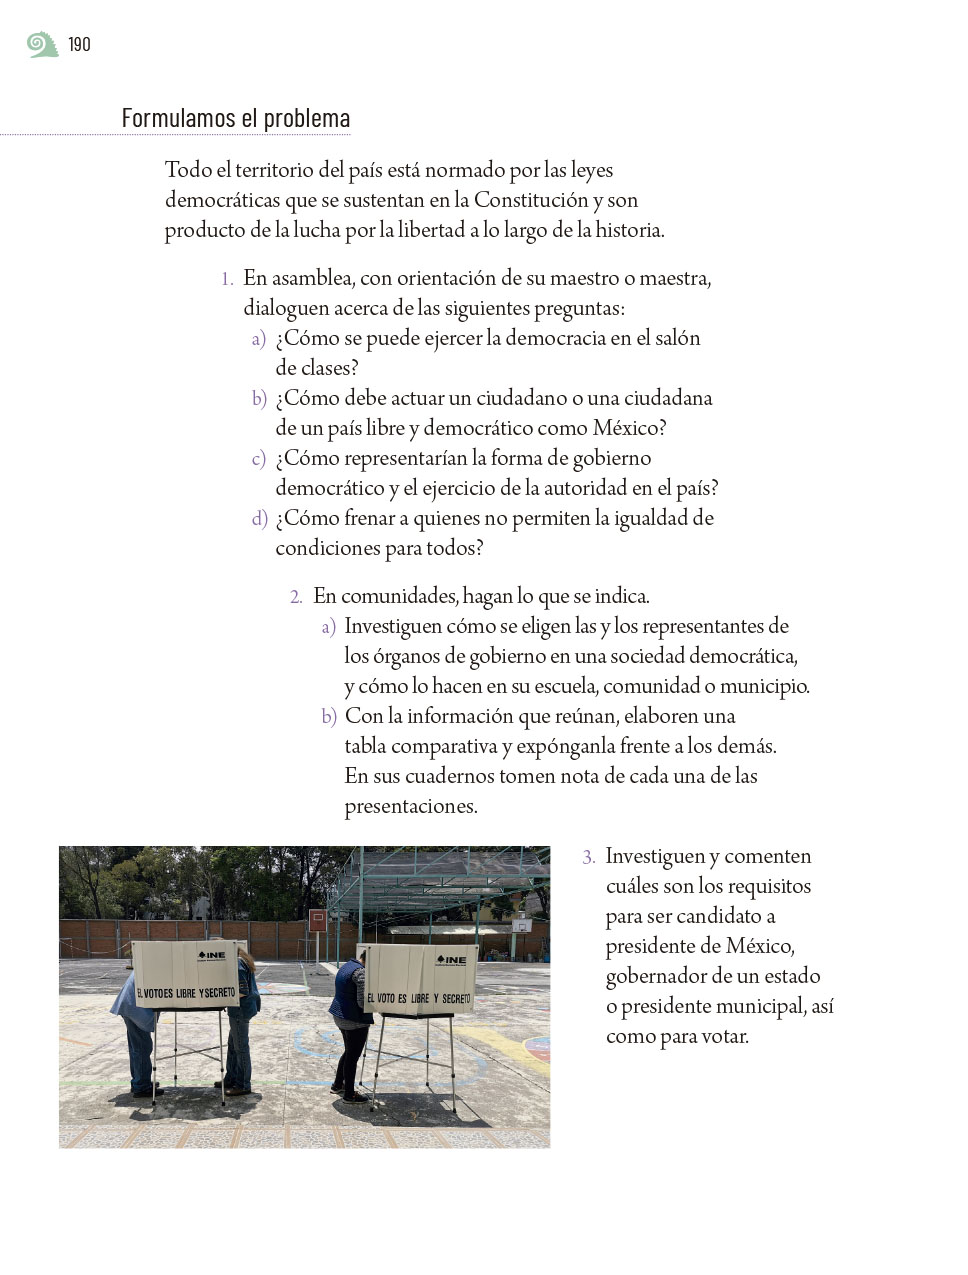 190
Formulamos el problema
Todo el territorio del país está normado por las leyes
democráticas que se sustentan en la Constitución y son
producto de la lucha por la libertad a lo largo de la historia.
1. En asamblea, con orientación de su maestro o maestra,
dialoguen acerca de las siguientes preguntas:
a) ¿Cómo se puede ejercer la democracia en el salón
de clases?
b) ¿Cómo debe actuar un ciudadano o una ciudadana
de un país libre y democrático como México?
c) ¿Cómo representarían la forma de gobierno
democrático y el ejercicio de la autoridad en el país?
d) ¿Cómo frenar a quienes no permiten la igualdad de
condiciones para todos?
2. En comunidades, hagan lo que se indica.
a) Investiguen cómo se eligen las y los representantes de
los órganos de gobierno en una sociedad democrática,
y cómo lo hacen en su escuela, comunidad o municipio.
b) Con la información que reúnan, elaboren una
tabla comparativa y expónganla frente a los demás.
En sus cuadernos tomen nota de cada una de las
presentaciones.
3. Investiguen y comenten
cuáles son los requisitos
para ser candidato a
presidente de México,
gobernador de un estado
o presidente municipal, así
como para votar.
INE
EL VOTO ES LIBRE Y SECRETO
INE
EL VOTO ES LIBRE Y SECRETO